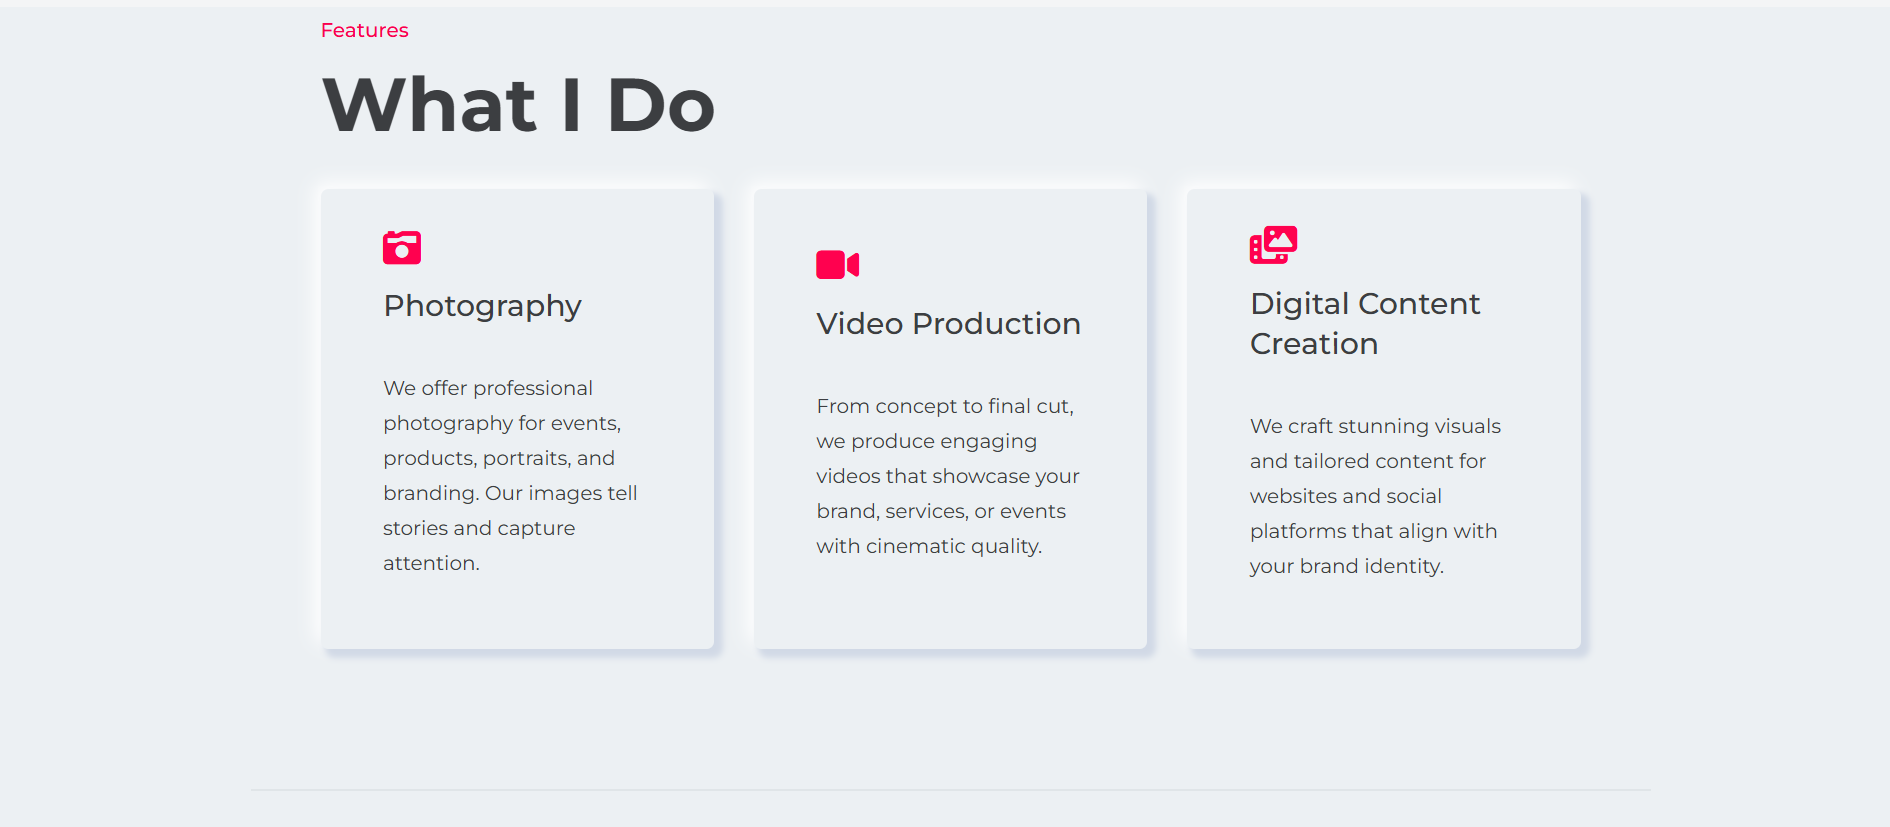 Features
What I Do
Photography
We offer professional
photography for events,
products, portraits, and
branding. Our images tell
stories and capture
attention.
Video Production
From concept to final cut,
we produce engaging
videos that showcase your
brand, services, or events
with cinematic quality.
Digital Content
Creation
We craft stunning visuals
and tailored content for
websites and social
platforms that align with
your brand identity.